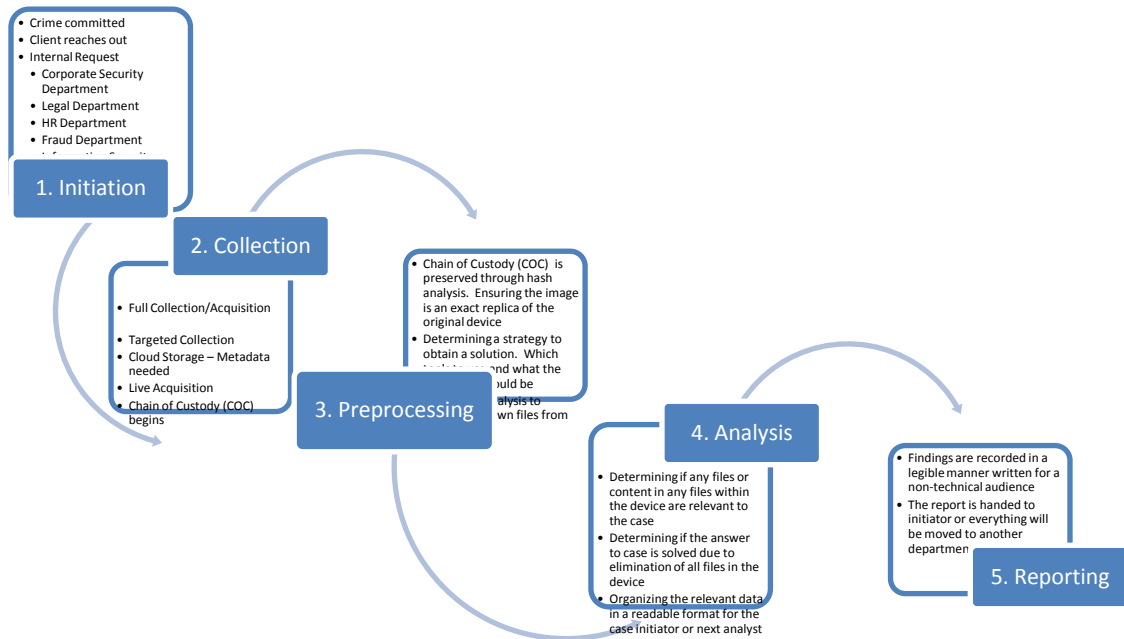 • Crime committed
• Client reaches out
• Internal Request
• Corporate Security
Department
• Legal Department
• HR Department
• Fraud Department
1. Initiation
2. Collection
• Full Collection/Acquisition
• Targeted Collection
• Cloud Storage – Metadata
needed
• Live Acquisition
• Chain of Custody (COC)
begins
• Chain of Custody (COC) is
preserved through hash
analysis. Ensuring the image
is an exact replica of the
original device
• Determining a strategy to
obtain a solution. Which
and what the
files from
3. Preprocessing
4. Analysis
• Determining if any files or
content in any files within
the device are relevant to
the case
• Determining if the answer
to case is solved due to
elimination of all files in the
device
• Organizing the relevant data
in a readable format for the
case initiator or next analyst
• Findings are recorded in a
legible manner written for a
non-technical audience
• The report is handed to
initiator or everything will
be moved to another
5. Reporting